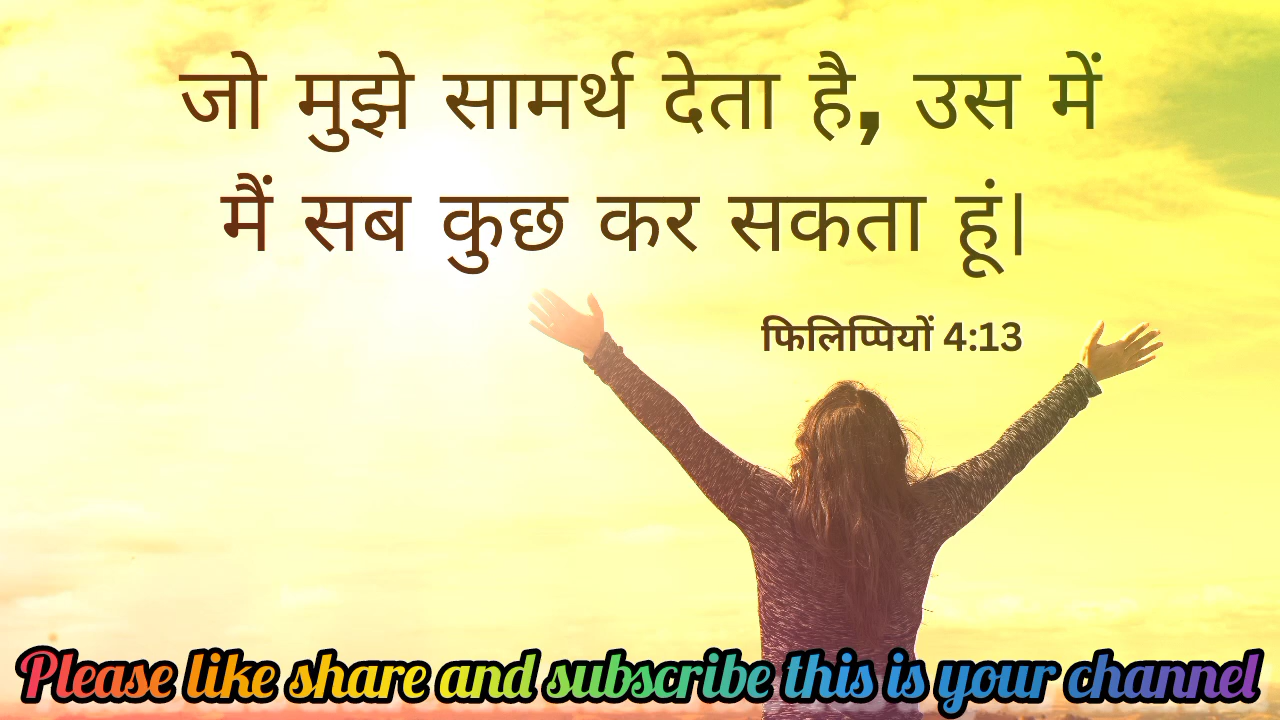 जो मुझे सामर्थ देता है, उस में
मैं सब कुछ कर सकता हूं|
फिलिप्पियों 4:13
Please like share and subscribe this is your channel